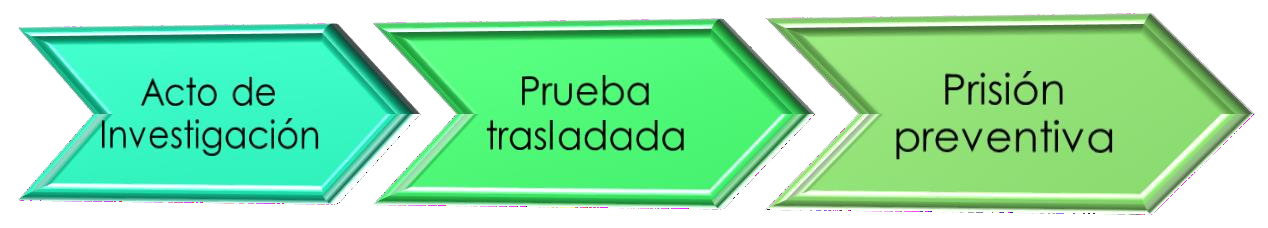 Acto de
Investigación
Prueba
trasladada
Prisión
preventiva